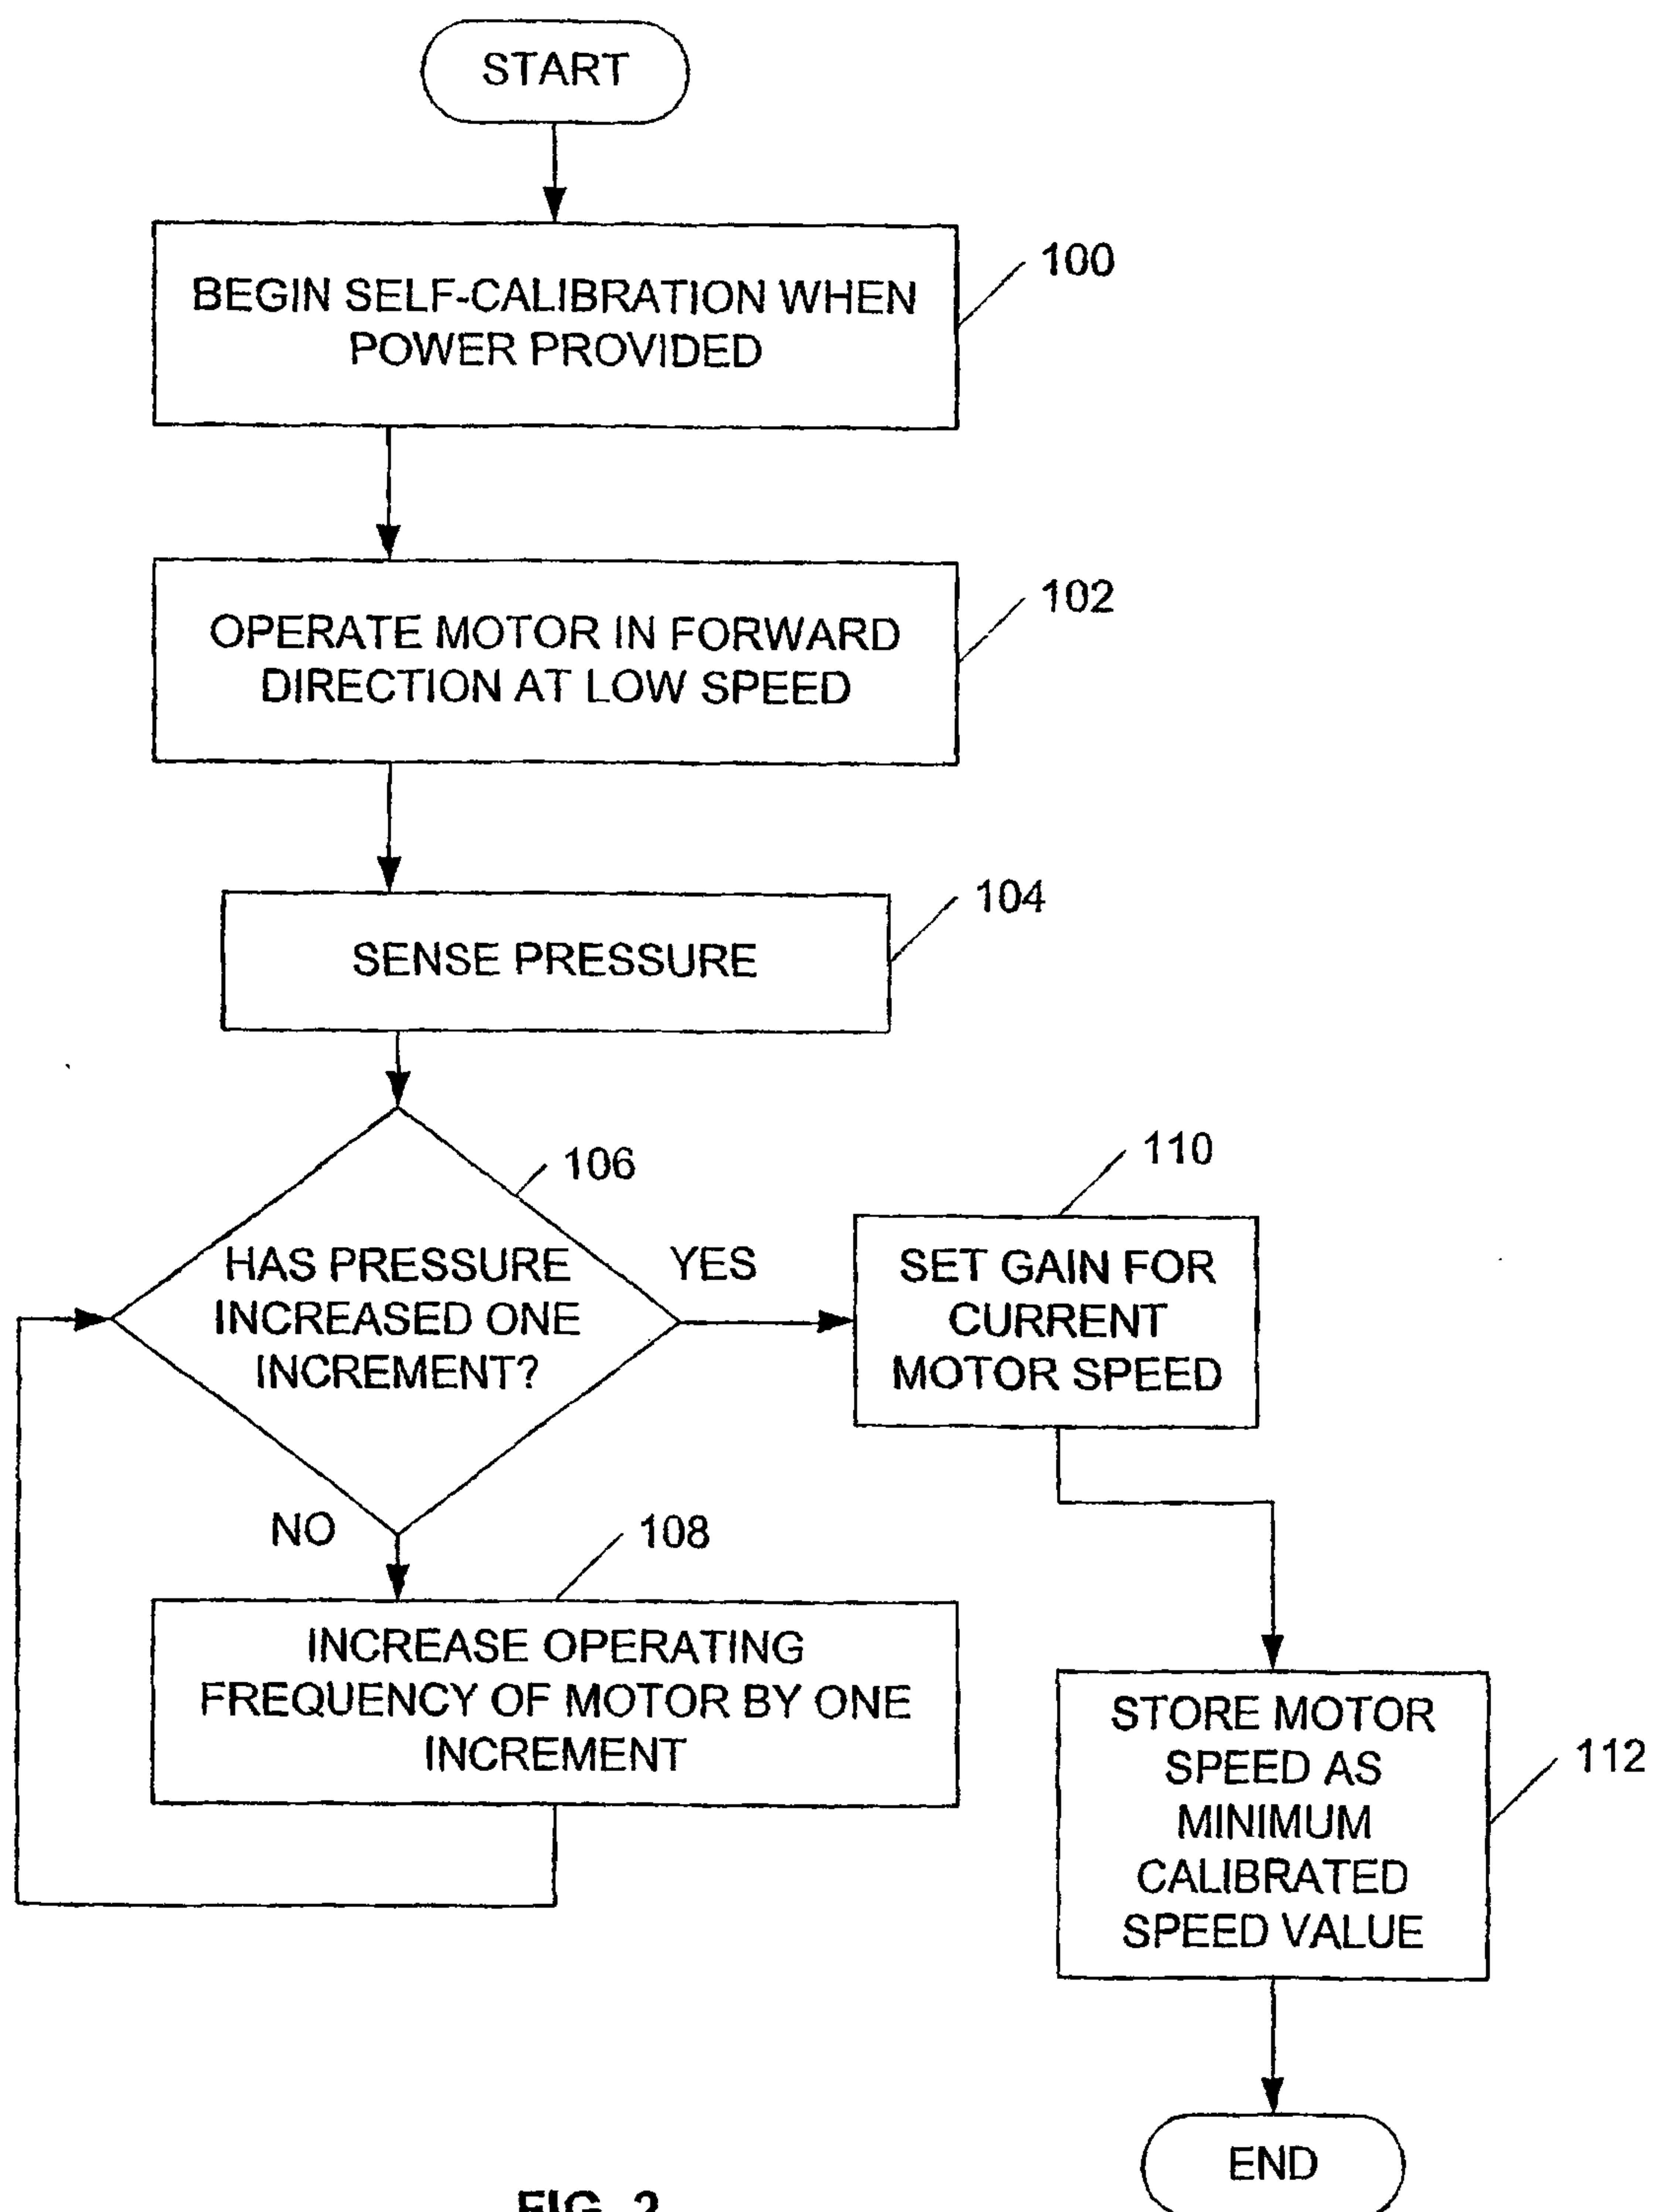 START
BEGIN SELF-CALIBRATION WHEN
POWER PROVIDED
100
OPERATE MOTOR IN FORWARD
DIRECTION AT LOW SPEED
102
SENSE PRESSURE
104
HAS PRESSURE
INCREASED ONE
INCREMENT?
106
YES
NO
SET GAIN FOR
CURRENT
MOTOR SPEED
110
INCREASE OPERATING
FREQUENCY OF MOTOR BY ONE
INCREMENT
108
STORE MOTOR
SPEED AS
MINIMUM
CALIBRATED
SPEED VALUE
112
END
FIG. 2